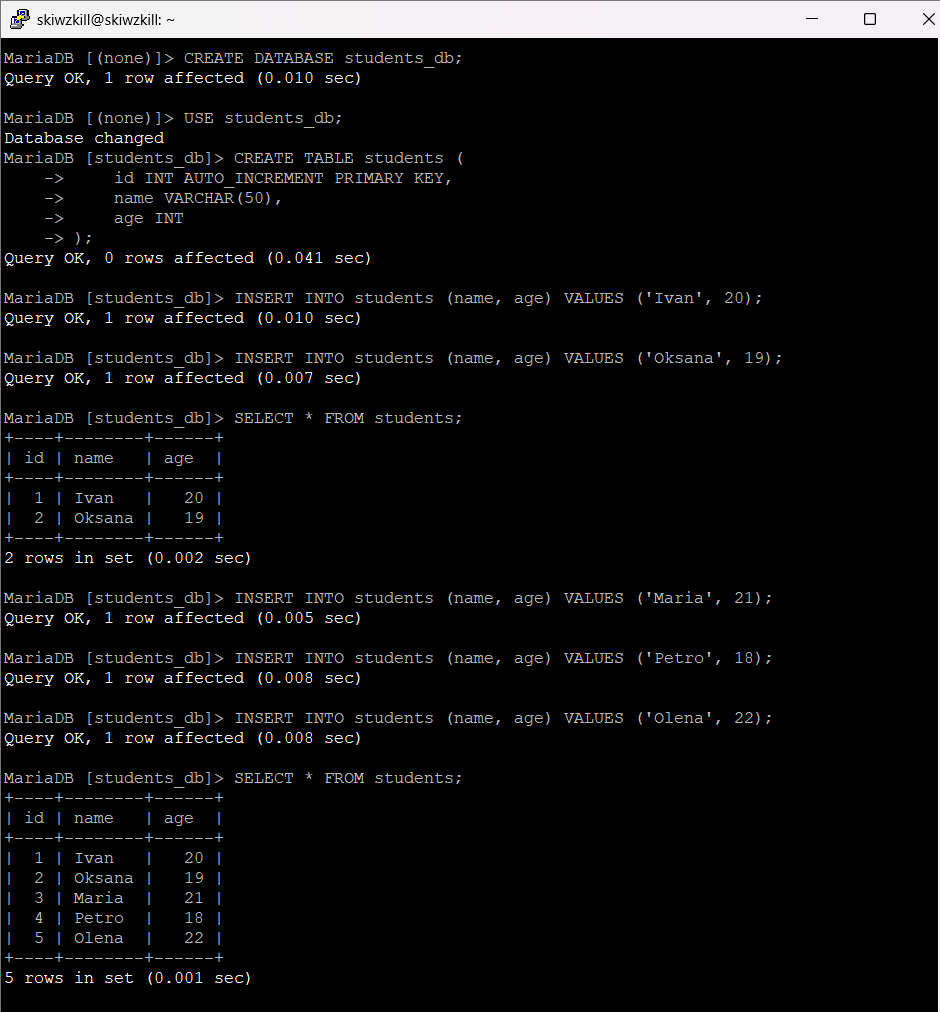 skiwzkill@skiwzkill: ~
MariaDB [(none)]> CREATE DATABASE students_db;
Query OK, 1 row affected (0.010 sec)
MariaDB [(none)]> USE students_db;
Database changed
MariaDB [students_db]> CREATE TABLE students (
    ->     id INT AUTO_INCREMENT PRIMARY KEY,
    ->     name VARCHAR(50),
    ->     age INT
    -> );
Query OK, 0 rows affected (0.041 sec)
MariaDB [students_db]> INSERT INTO students (name, age) VALUES ('Ivan', 20);
Query OK, 1 row affected (0.010 sec)
MariaDB [students_db]> INSERT INTO students (name, age) VALUES ('Oksana', 19);
Query OK, 1 row affected (0.007 sec)
MariaDB [students_db]> SELECT * FROM students;
+----+--------+------+
| id | name   | age  |
+----+--------+------+
|  1 | Ivan   |   20 |
|  2 | Oksana |   19 |
+----+--------+------+
2 rows in set (0.002 sec)
MariaDB [students_db]> INSERT INTO students (name, age) VALUES ('Maria', 21);
Query OK, 1 row affected (0.005 sec)
MariaDB [students_db]> INSERT INTO students (name, age) VALUES ('Petro', 18);
Query OK, 1 row affected (0.008 sec)
MariaDB [students_db]> INSERT INTO students (name, age) VALUES ('Olena', 22);
Query OK, 1 row affected (0.008 sec)
MariaDB [students_db]> SELECT * FROM students;
+----+--------+------+
| id | name   | age  |
+----+--------+------+
|  1 | Ivan   |   20 |
|  2 | Oksana |   19 |
|  3 | Maria  |   21 |
|  4 | Petro  |   18 |
|  5 | Olena  |   22 |
+----+--------+------+
5 rows in set (0.001 sec)